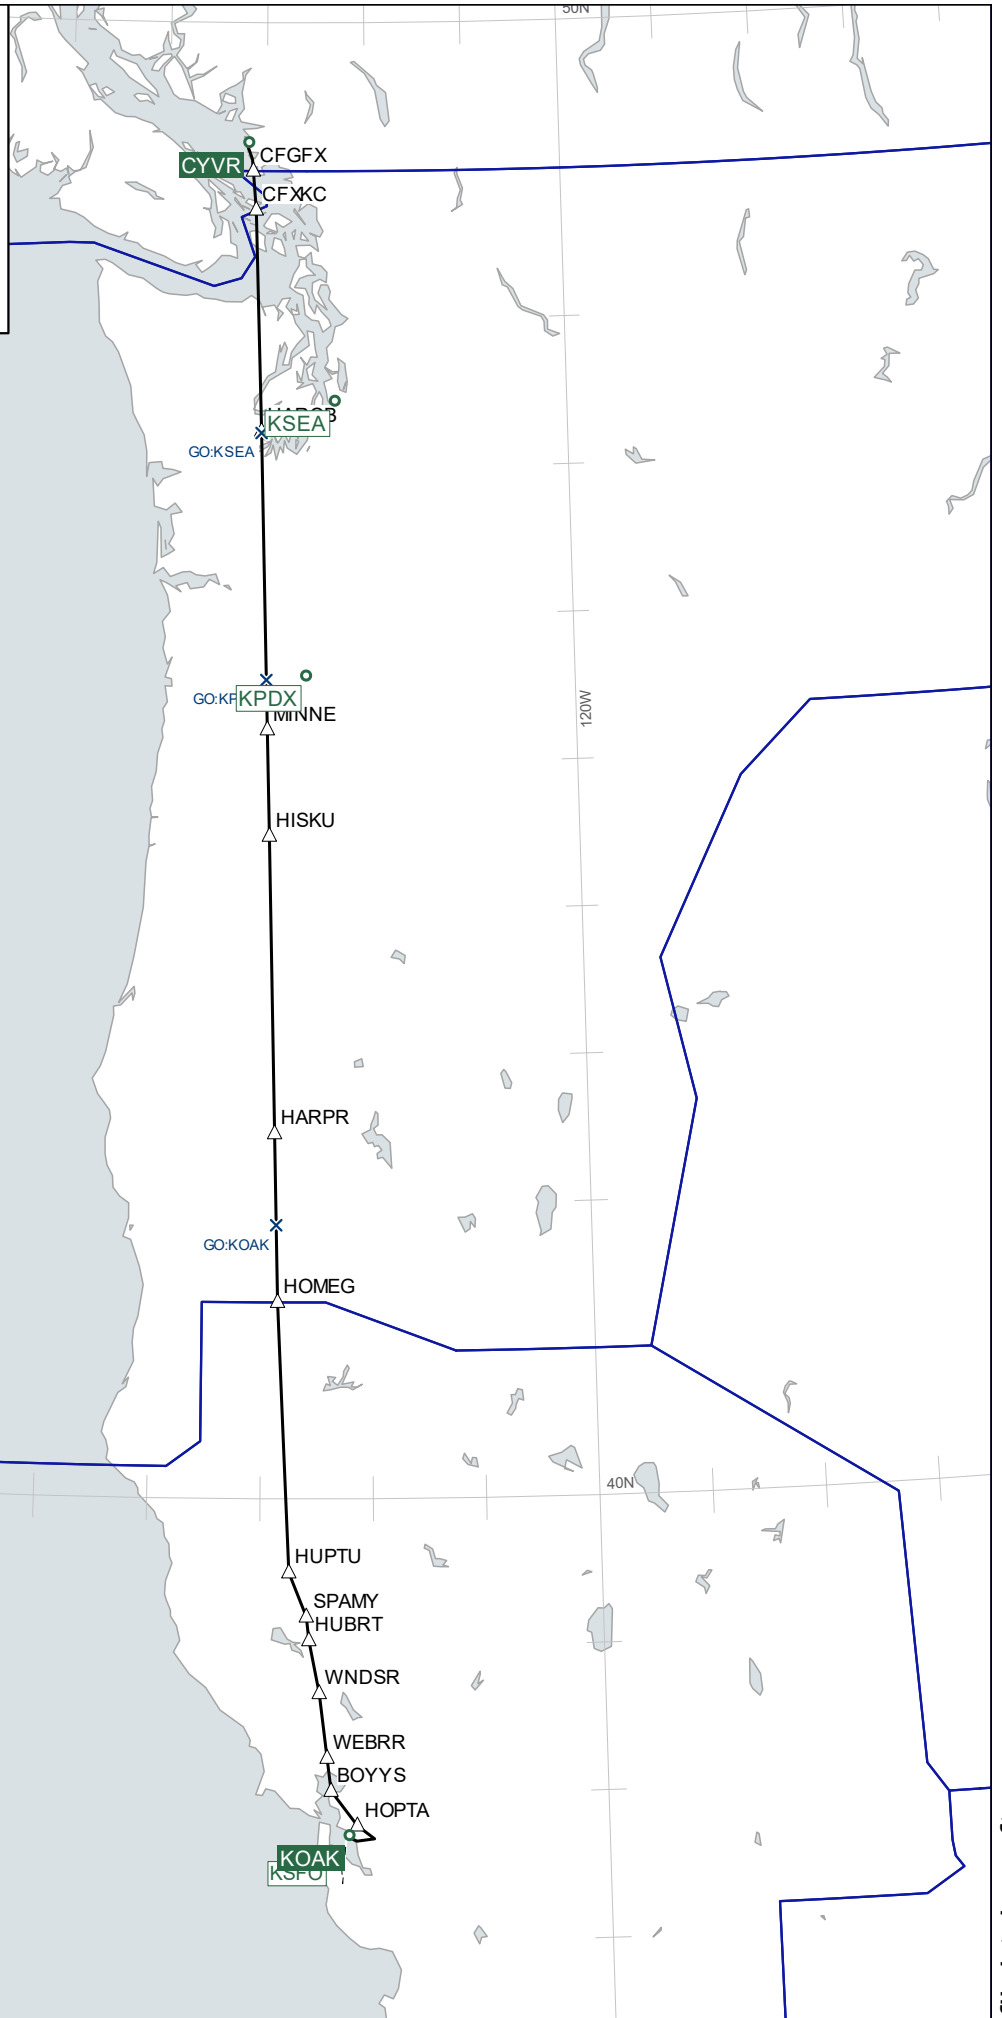 50N
CFGFX
CYVR
CFXKC
KSEA
GO:KSEA
KPDX
MINNE
120W
HISKU
HARPR
GO:KOAK
HOMEG
40N
HUPTU
SPAMY
HUBRT
WNDSR
WEBRR
BOYYS
HOPTA
KOAK
KSFO